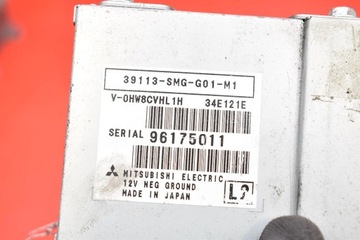 39113-SMG-G01-M1
V-0HW8CVHL1H 34E121E
SERIAL 96175011
MITSUBISHI ELECTRIC
12V NEG GROUND
MADE IN JAPAN